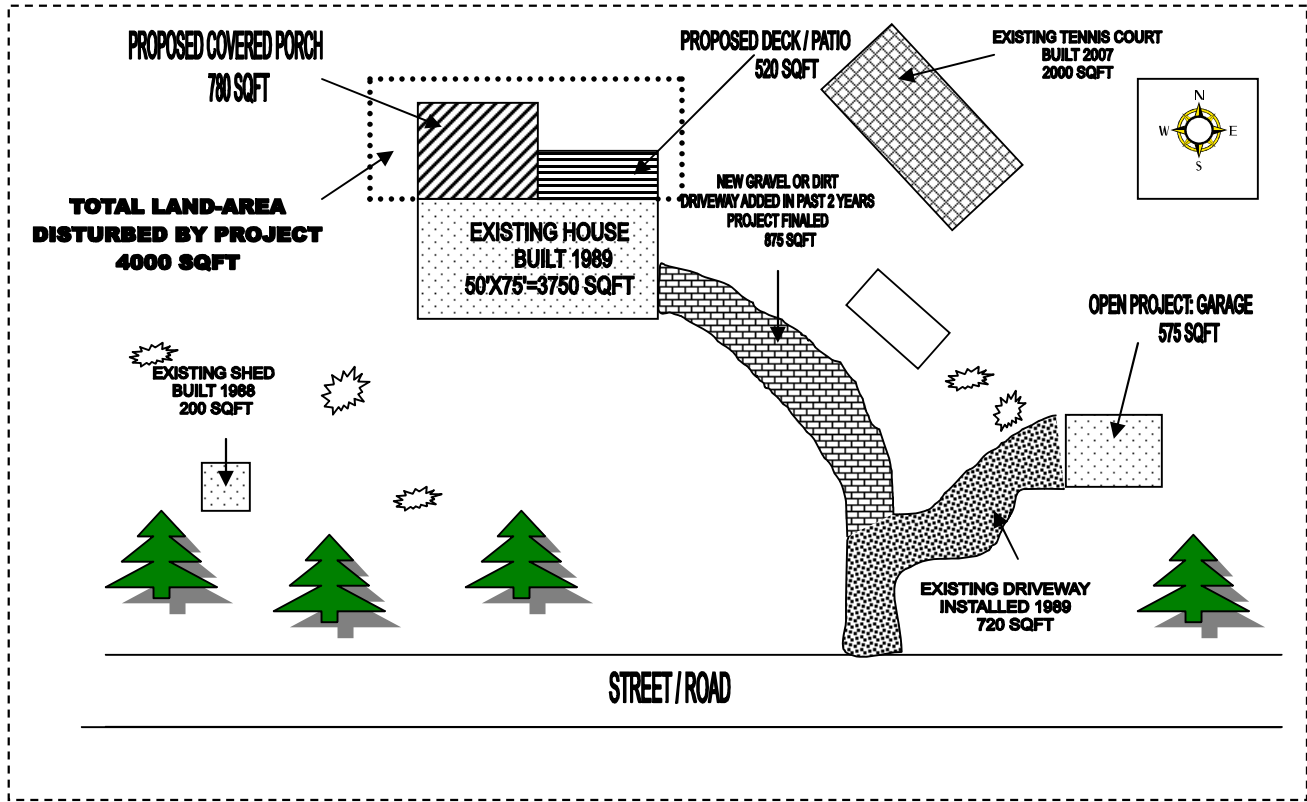 PROPOSED COVERED PORCH
780 SQFT
PROPOSED DECK / PATIO
520 SQFT
EXISTING TENNIS COURT
BUILT 2007
2000 SQFT
N
W E
S
NEW GRAVEL OR DIRT
DRIVEWAY ADDED IN PAST 2 YEARS
PROJECT FINALED
875 SQFT
TOTAL LAND-AREA
DISTURBED BY PROJECT
4000 SQFT
EXISTING HOUSE
BUILT 1989
50'X75'=3750 SQFT
OPEN PROJECT: GARAGE
575 SQFT
EXISTING SHED
BUILT 1988
200 SQFT
EXISTING DRIVEWAY
INSTALLED 1989
720 SQFT
STREET / ROAD